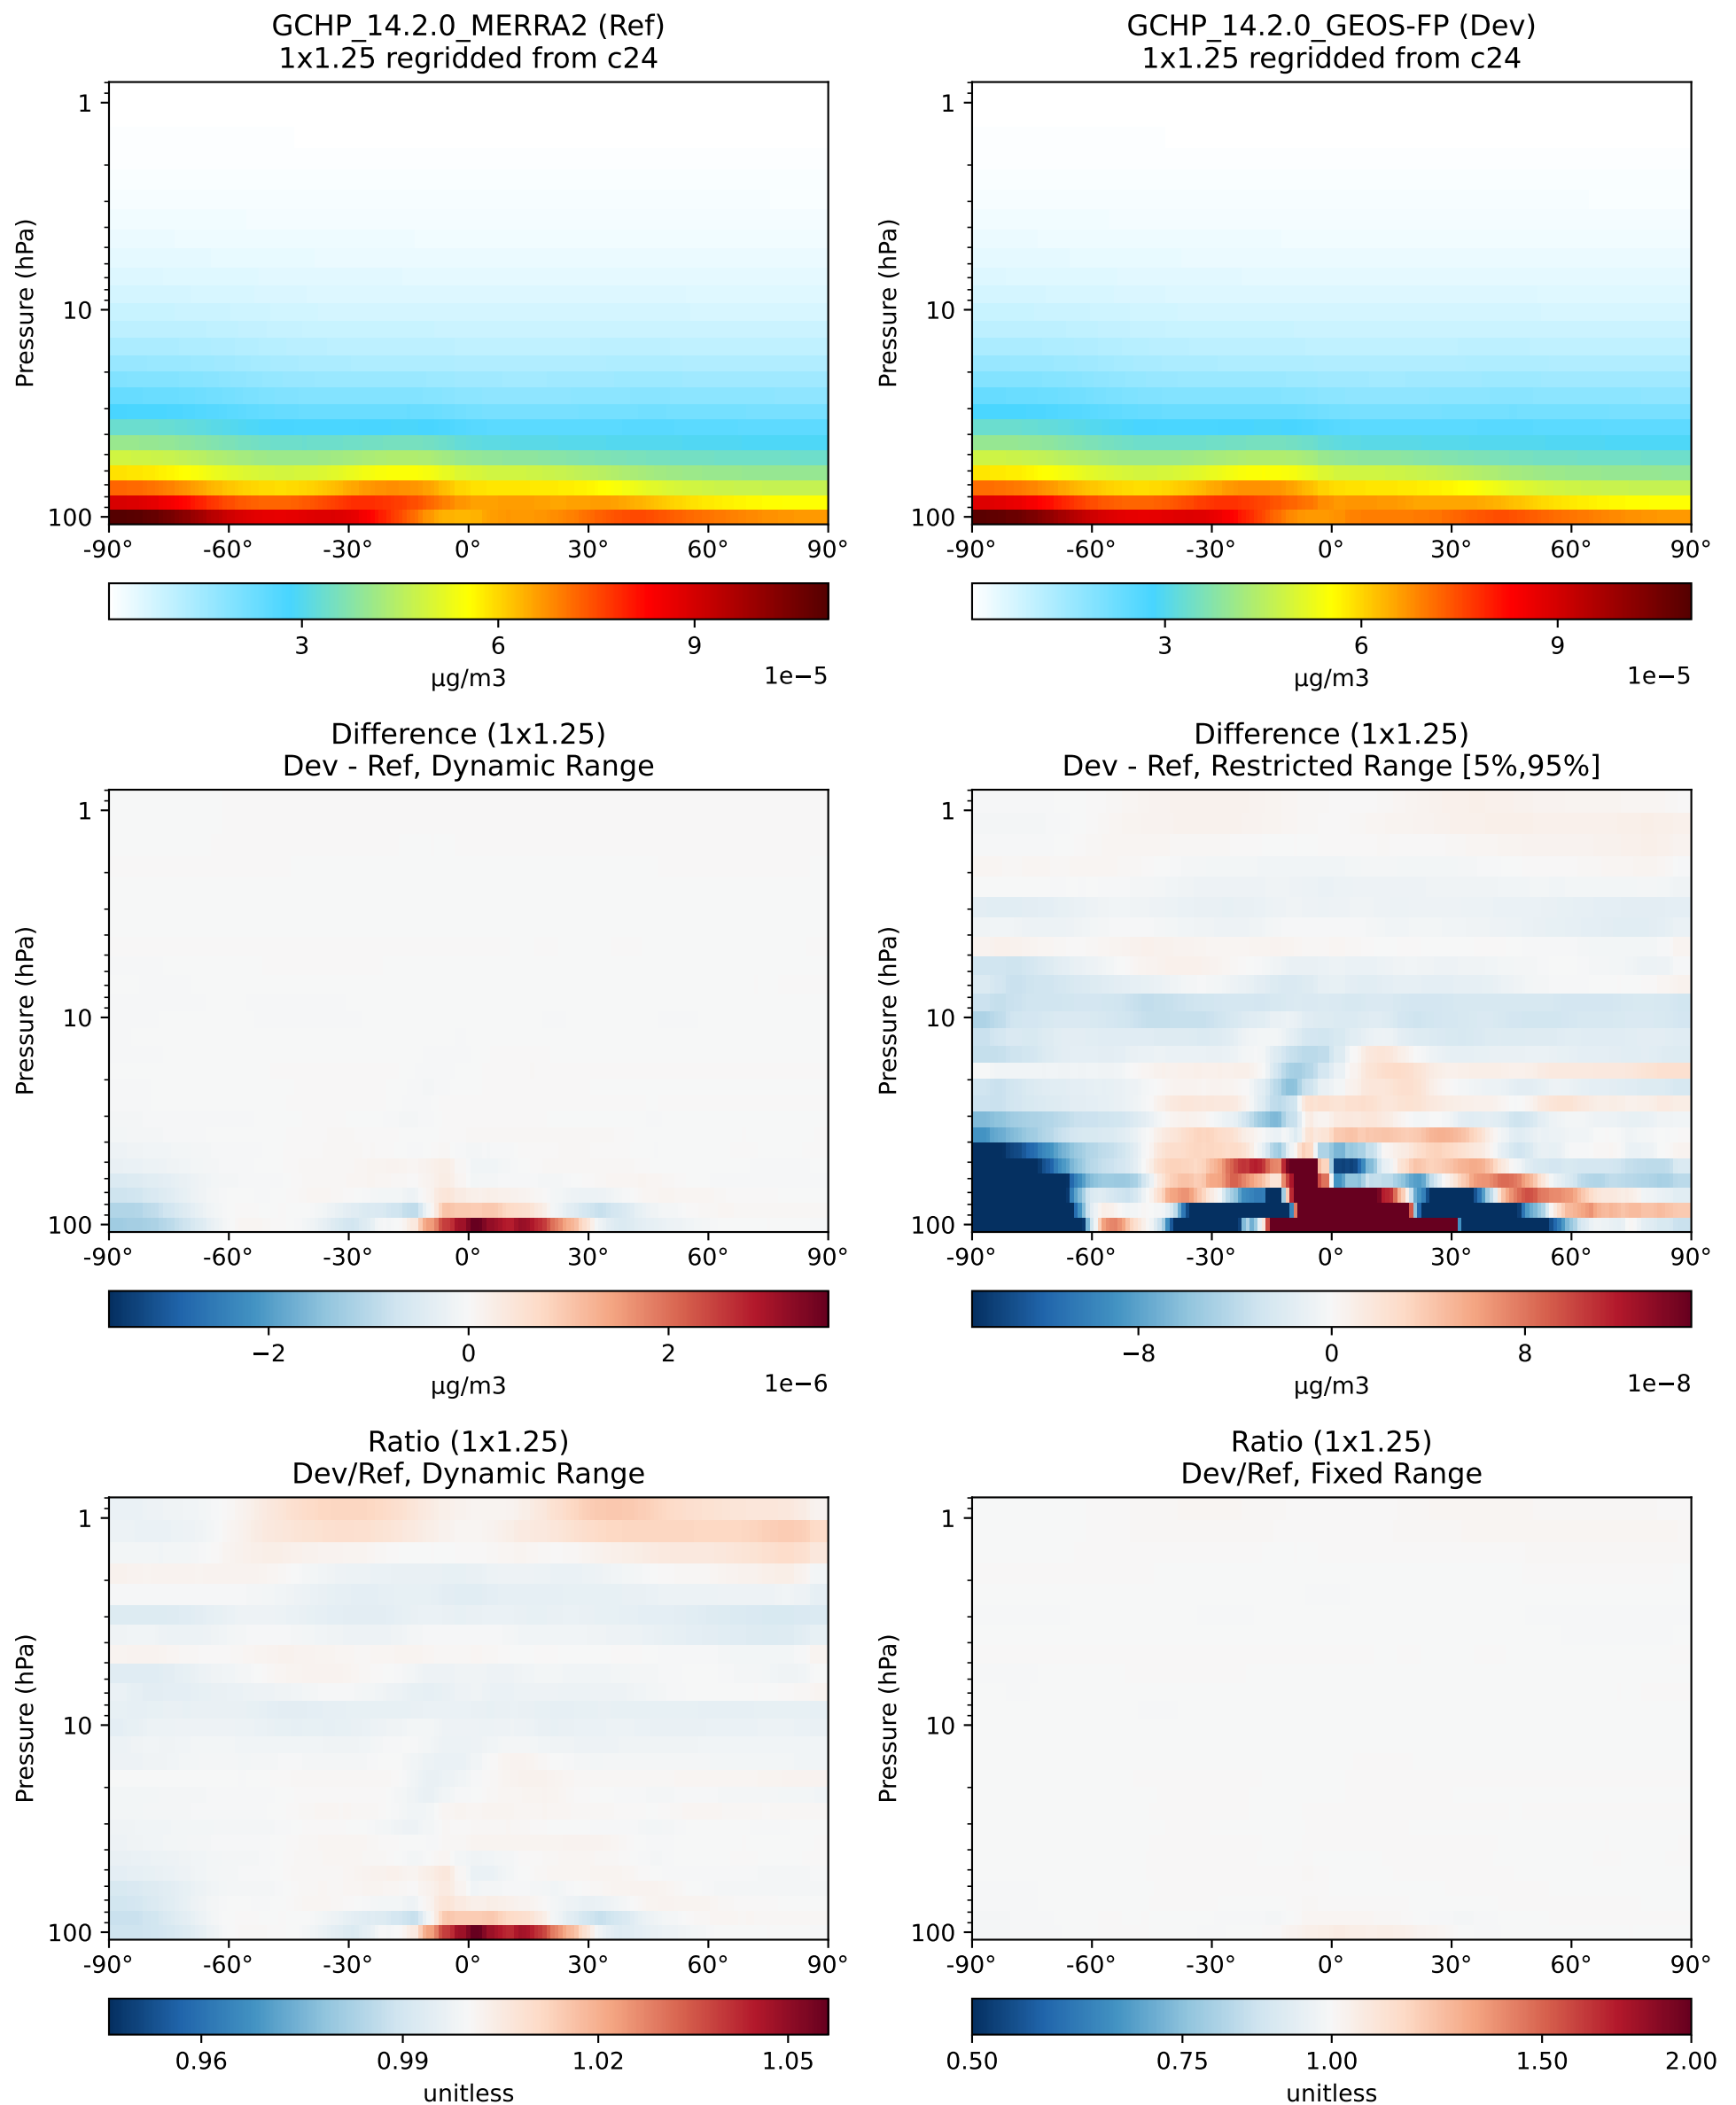 GCHP_14.2.0_MERRA2 (Ref)
1x1.25 regridded from c24
Pressure (hPa)
1
10
100
-90° -60° -30° 0° 30° 60° 90°
3 6 9
µg/m3
1e−5
GCHP_14.2.0_GEOS-FP (Dev)
1x1.25 regridded from c24
Pressure (hPa)
1
10
100
-90° -60° -30° 0° 30° 60° 90°
3 6 9
µg/m3
1e−5
Difference (1x1.25)
Dev - Ref, Dynamic Range
Pressure (hPa)
1
10
100
-90° -60° -30° 0° 30° 60° 90°
−2 0 2
µg/m3
1e−6
Difference (1x1.25)
Dev - Ref, Restricted Range [5%,95%]
Pressure (hPa)
1
10
100
-90° -60° -30° 0° 30° 60° 90°
−8 0 8
µg/m3
1e−8
Ratio (1x1.25)
Dev/Ref, Dynamic Range
Pressure (hPa)
1
10
100
-90° -60° -30° 0° 30° 60° 90°
0.96 0.99 1.02 1.05
unitless
Ratio (1x1.25)
Dev/Ref, Fixed Range
Pressure (hPa)
1
10
100
-90° -60° -30° 0° 30° 60° 90°
0.50 0.75 1.00 1.50 2.00
unitless